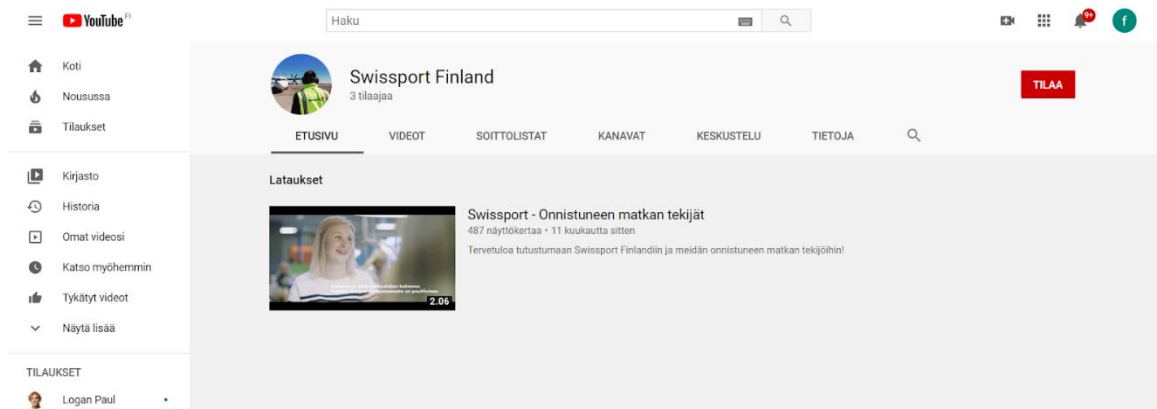 YouTube FI
Haku
9+
f
Koti
Nousussa
Tilaukset
Kirjasto
Historia
Omat videosi
Katso myöhemmin
Tykätyt videot
Näytä lisää
TILAUKSET
Logan Paul
Swissport Finland
3 tilaajaa
TILAA
ETUSIVU VIDEOT SOITTOLISTAT KANAVAT KESKUSTELU TIETOJA
Lataukset
2.06
Swissport - Onnistuneen matkan tekijät
487 näyttökertaa • 11 kuukautta sitten
Tervetuloa tutustumaan Swissport Finlandiin ja meidän onnistuneen matkan tekijöihin!